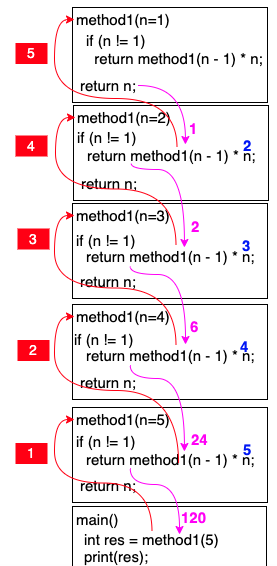 method1(n=1)
5
if (n != 1)
return method1(n - 1) * n;
return n;
method1(n=2)
1
4
if (n != 1)
2
return method1(n - 1) * n;
return n;
method1(n=3)
2
3
if (n != 1)
3
return method1(n - 1) * n;
return n;
method1(n=4)
6
2
if (n != 1)
4
return method1(n - 1) * n;
return n;
method1(n=5)
24
1
if (n != 1)
5
return method1(n - 1) * n;
return n;
main()
120
int res = method1(5)
print(res);